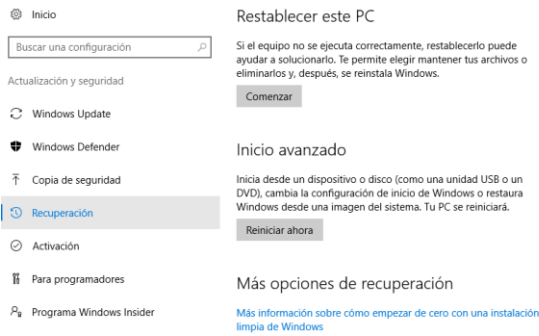 Inicio
Buscar una configuración
Actualización y seguridad
Windows Update
Windows Defender
Copia de seguridad
Recuperación
Activación
Para programadores
Programa Windows Insider
Restablecer este PC
Si el equipo no se ejecuta correctamente, restablecerlo puede
ayudar a solucionarlo. Te permite elegir mantener tus archivos o
eliminarlos y, después, se reinstala Windows.
Comenzar
Inicio avanzado
Inicia desde un dispositivo o disco (como una unidad USB o un
DVD), cambia la configuración de inicio de Windows o restaura
Windows desde una imagen del sistema. Tu PC se reiniciará.
Reiniciar ahora
Más opciones de recuperación
Más información sobre cómo empezar de cero con una instalación
limpia de Windows